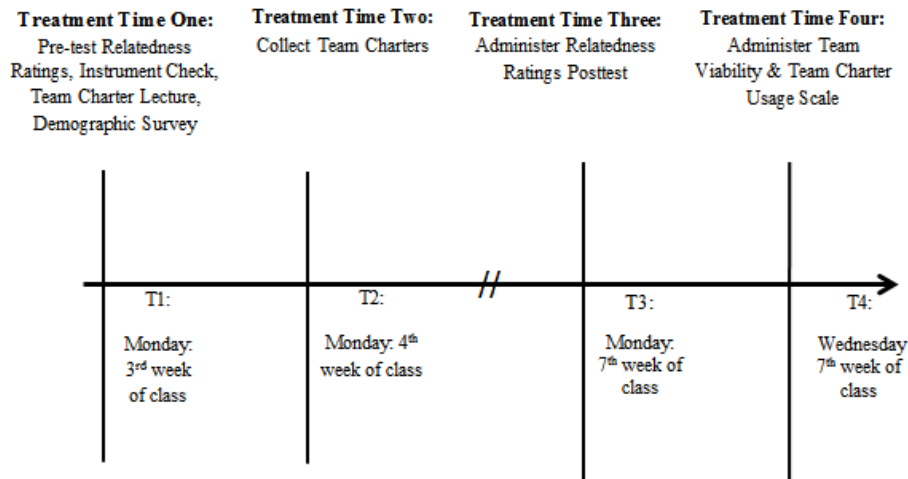 Treatment Time One:
Pre-test Relatedness
Ratings, Instrument Check,
Team Charter Lecture,
Demographic Survey
Treatment Time Two:
Collect Team Charters
Treatment Time Three:
Administer Relatedness
Ratings Posttest
Treatment Time Four:
Administer Team
Viability & Team Charter
Usage Scale
//
T1:
Monday:
3rd week
of class
T2:
Monday: 4th
week of class
T3:
Monday:
7th week of
class
T4:
Wednesday
7th week of
class